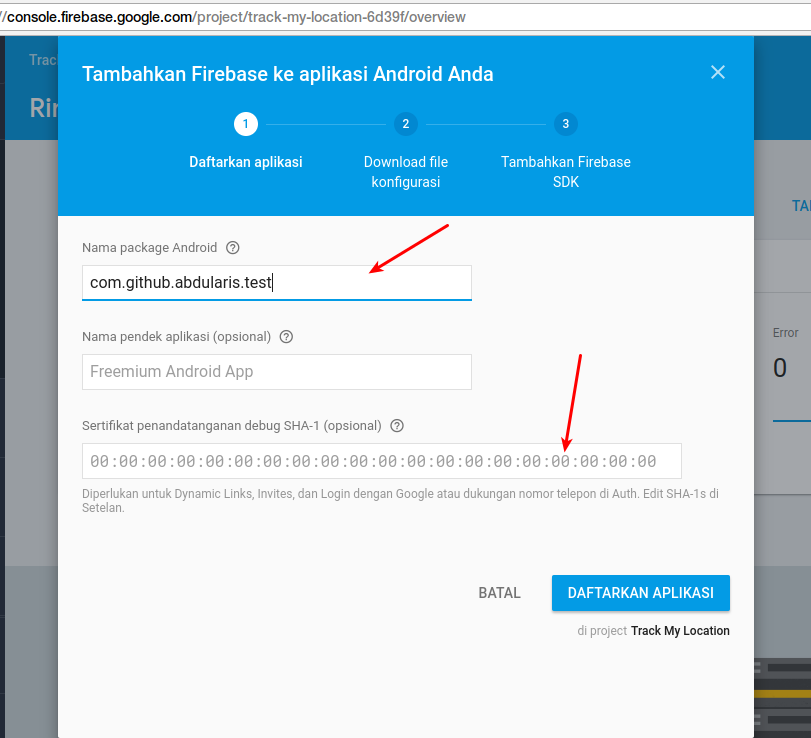 //console.firebase.google.com/project/track-my-location-6d39f/overview
Trac
Rin
Tambahkan Firebase ke aplikasi Android Anda
1
2
3
Daftarkan aplikasi
Download file
konfigurasi
Tambahkan Firebase
SDK
Nama package Android ?
com.github.abdularis.test
Nama pendek aplikasi (opsional) ?
Freemium Android App
Sertifikat penandatanganan debug SHA-1 (opsional) ?
00:00:00:00:00:00:00:00:00:00:00:00:00:00:00:00:00:00:00:00
Diperlukan untuk Dynamic Links, Invites, dan Login dengan Google atau dukungan nomor telepon di Auth. Edit SHA-1s di
Setelan.
BATAL
DAFTARKAN APLIKASI
di project Track My Location
TA
Error
0